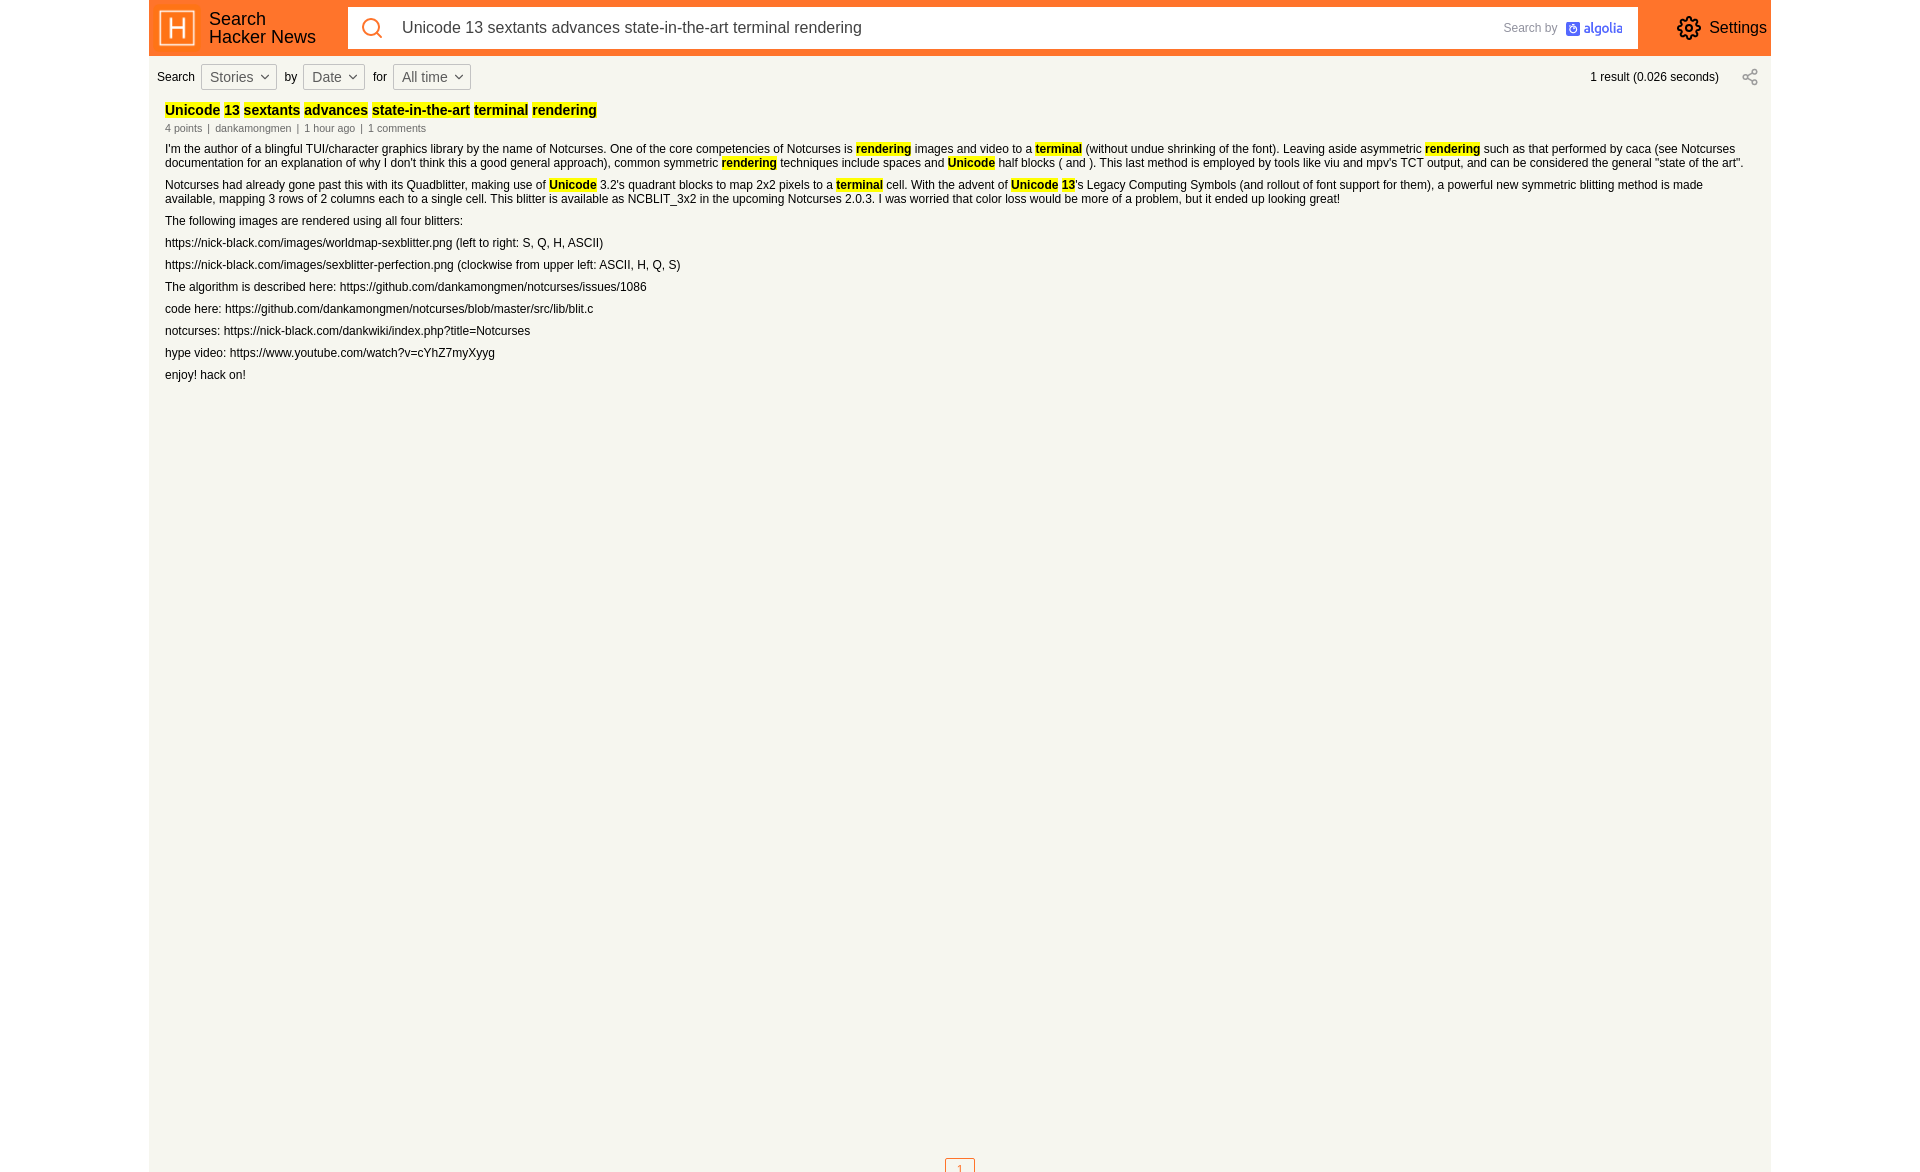 Search
Hacker News
Unicode 13 sextants advances state-in-the-art terminal rendering
Search by algolia
Settings
Search Stories by Date for All time
1 result (0.026 seconds)
Unicode 13 sextants advances state-in-the-art terminal rendering
4 points | dankamongmen | 1 hour ago | 1 comments
I'm the author of a blingful TUI/character graphics library by the name of Notcurses. One of the core competencies of Notcurses is rendering images and video to a terminal (without undue shrinking of the font). Leaving aside asymmetric rendering such as that performed by caca (see Notcurses
documentation for an explanation of why I don't think this a good general approach), common symmetric rendering techniques include spaces and Unicode half blocks ( and ). This last method is employed by tools like viu and mpv's TCT output, and can be considered the general "state of the art".
Notcurses had already gone past this with its Quadblitter, making use of Unicode 3.2's quadrant blocks to map 2x2 pixels to a terminal cell. With the advent of Unicode 13's Legacy Computing Symbols (and rollout of font support for them), a powerful new symmetric blitting method is made
available, mapping 3 rows of 2 columns each to a single cell. This blitter is available as NCBLIT_3x2 in the upcoming Notcurses 2.0.3. I was worried that color loss would be more of a problem, but it ended up looking great!
The following images are rendered using all four blitters:
https://nick-black.com/images/worldmap-sexblitter.png (left to right: S, Q, H, ASCII)
https://nick-black.com/images/sexblitter-perfection.png (clockwise from upper left: ASCII, H, Q, S)
The algorithm is described here: https://github.com/dankamongmen/notcurses/issues/1086
code here: https://github.com/dankamongmen/notcurses/blob/master/src/lib/blit.c
notcurses: https://nick-black.com/dankwiki/index.php?title=Notcurses
hype video: https://www.youtube.com/watch?v=cYhZ7myXyyg
enjoy! hack on!
1